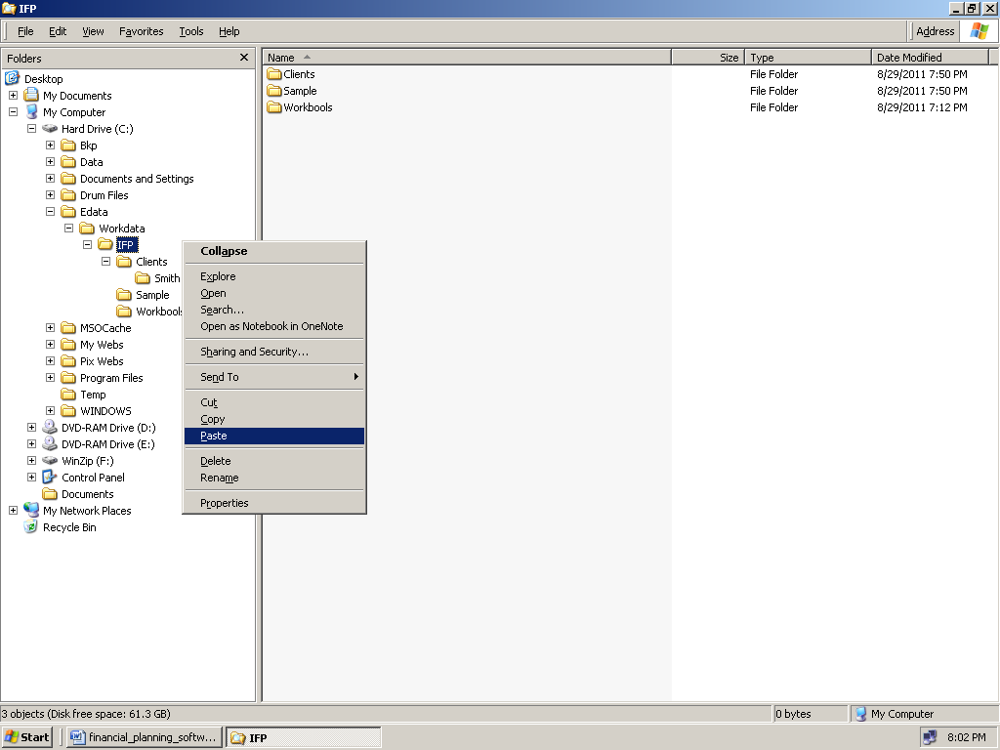 IFP
File Edit View Favorites Tools Help Address
Folders
Name Size Type Date Modified
Desktop
My Documents
My Computer
Hard Drive (C:)
Bkp
Data
Documents and Settings
Drum Files
Edata
Workdata
IFP
Clients
Smith
Sample
Workbools
MSOCache
My Webs
Pix Webs
Program Files
Temp
WINDOWS
DVD-RAM Drive (D:)
DVD-RAM Drive (E:)
WinZip (F:)
Control Panel
Documents
My Network Places
Recycle Bin
Clients File Folder 8/29/2011 7:50 PM
Sample File Folder 8/29/2011 7:50 PM
Workbools File Folder 8/29/2011 7:12 PM
Collapse
Explore
Open
Search...
Open as Notebook in OneNote
Sharing and Security...
Send To
Cut
Copy
Paste
Delete
Rename
Properties
3 objects (Disk free space: 61.3 GB) 0 bytes My Computer
Start financial_planning_softw... IFP 8:02 PM